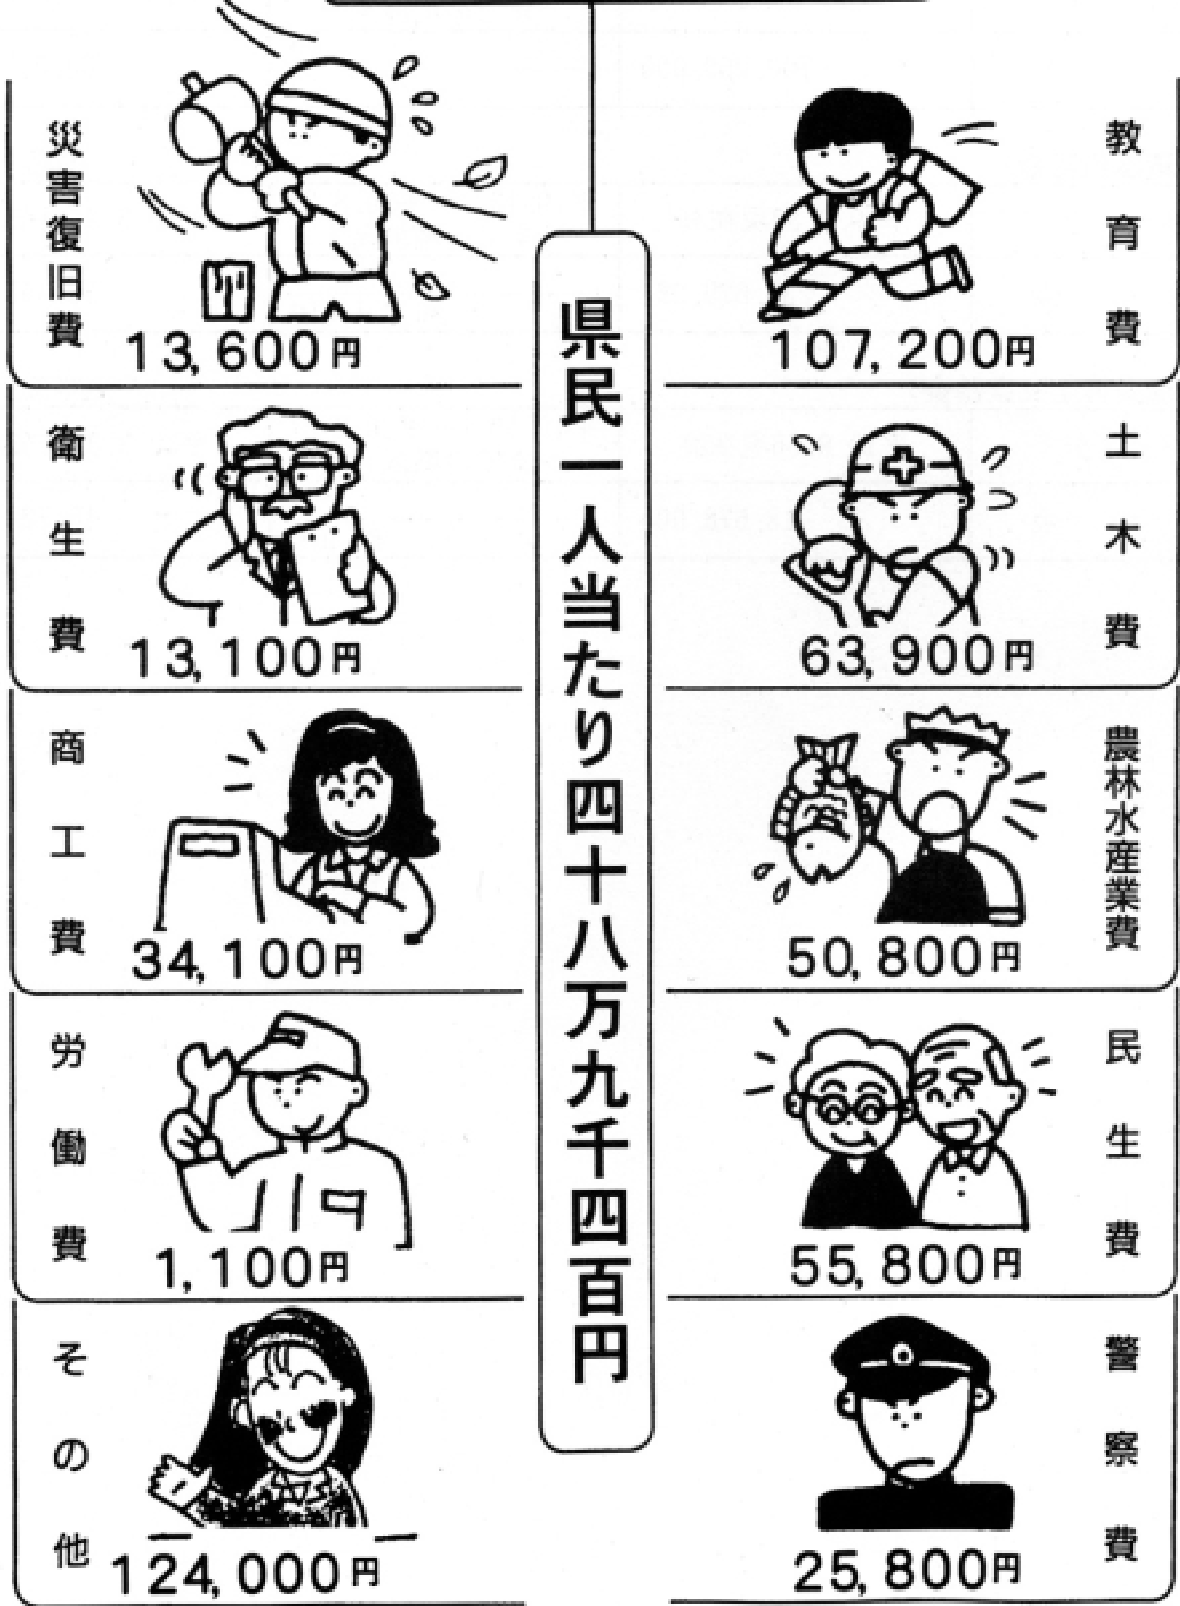 教育費
107,200円
土木費
63,900円
農林水産業費
50,800円
民生費
55,800円
警察費
25,800円
県民一人当たり四十八万九千四百円
災害復旧費
13,600円
衛生費
13,100円
商工費
34,100円
労働費
1,100円
その他
124,000円